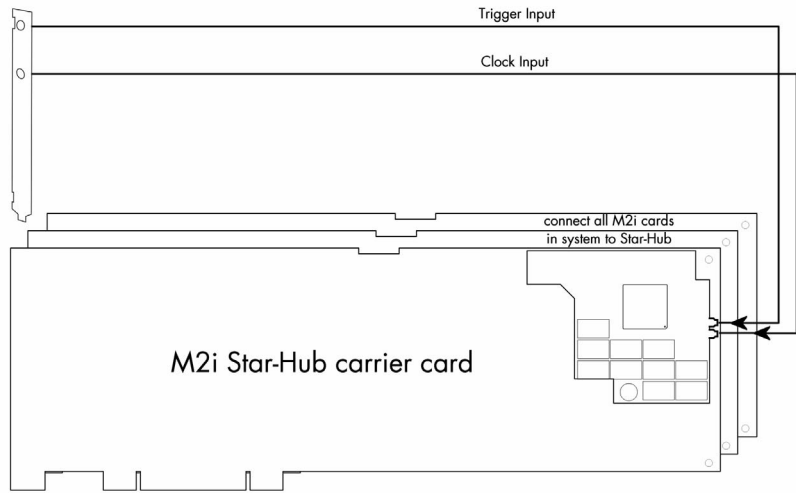 Trigger Input
Clock Input
connect all M2i cards
in system to Star-Hub
M2i Star-Hub carrier card